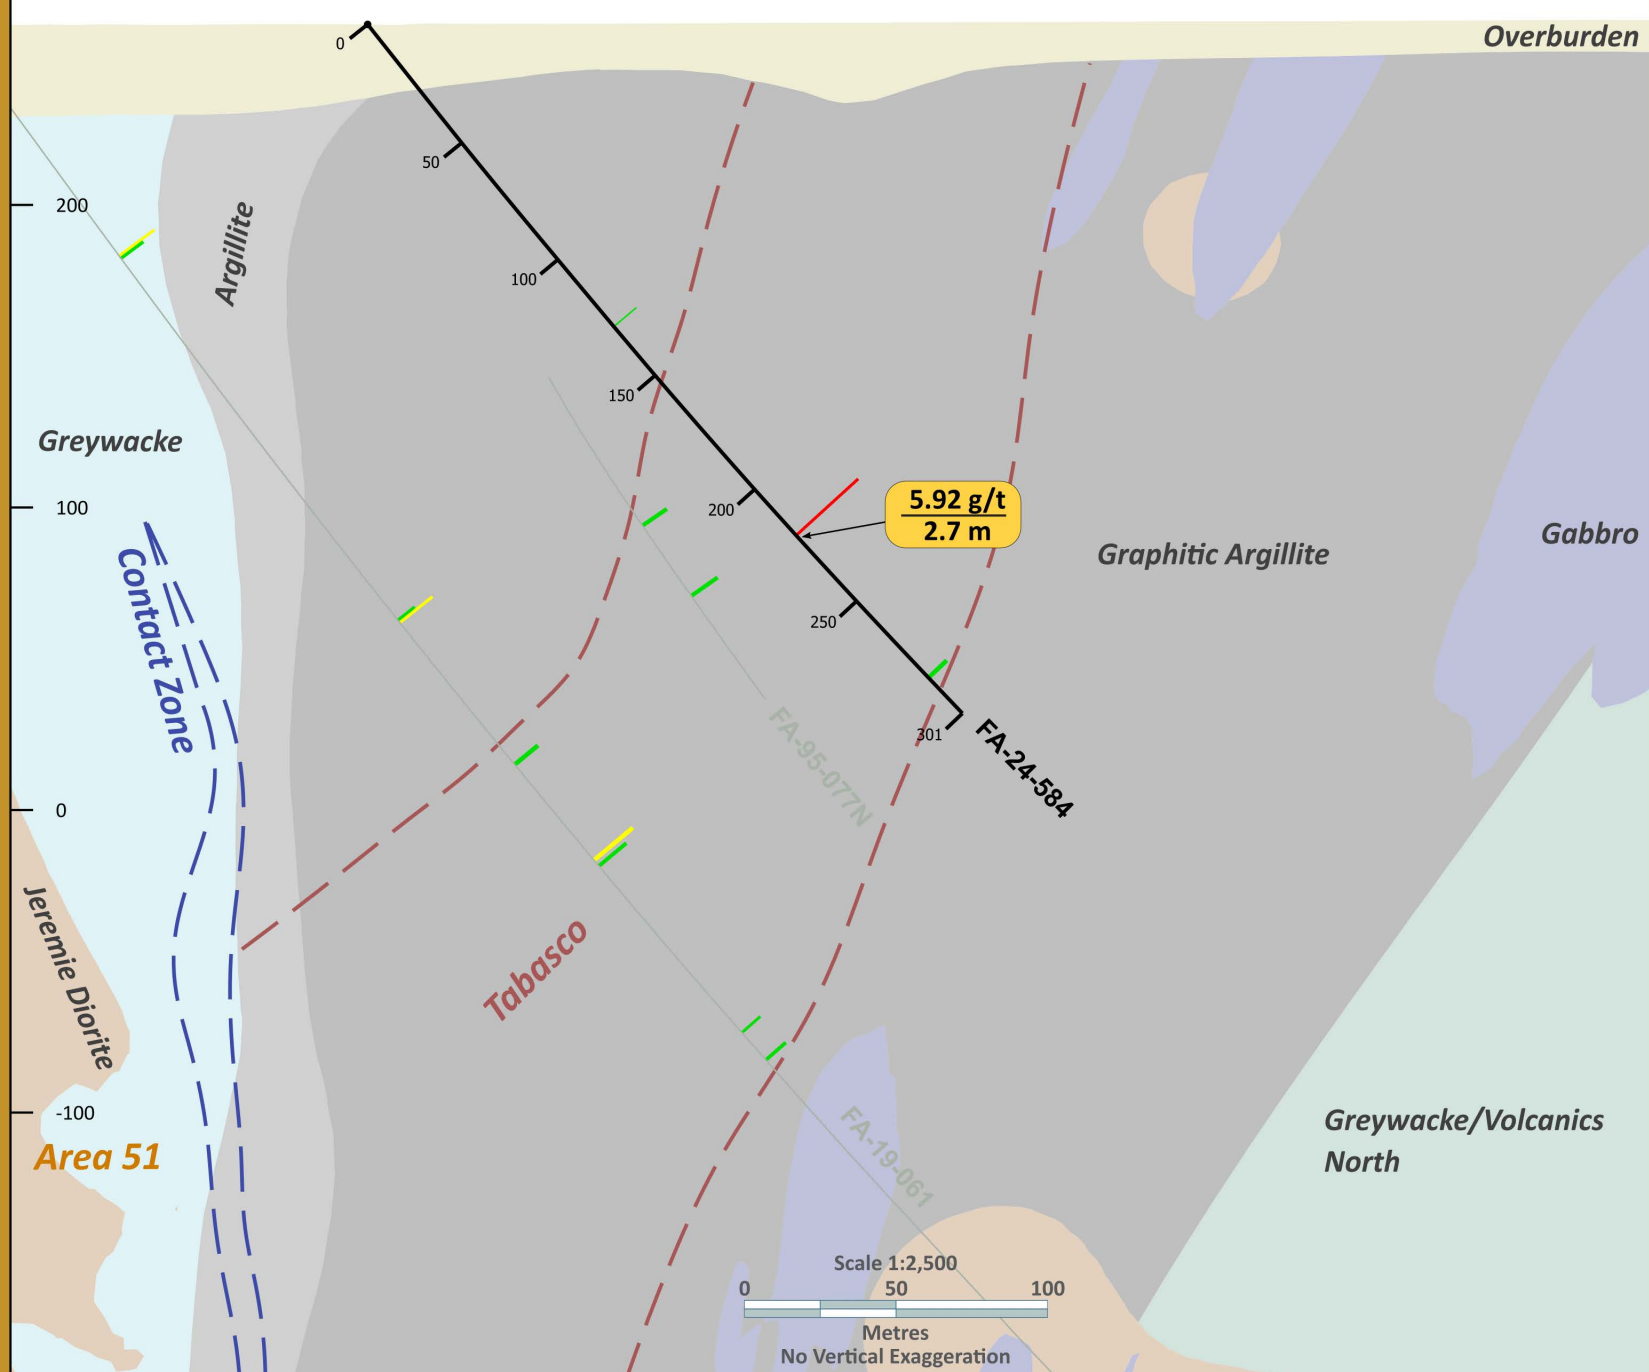 Overburden
0
50
200
Argillite
100
150
Greywacke
100
200
5.92 g/t
2.7 m
Graphitic Argillite
Gabbro
Contact Zone
250
301
FA-24-584
FA-95-077N
0
Jeremie Diorite
Tabasco
-100
Area 51
FA-19-061
Greywacke/Volcanics
North
Scale 1:2,500
0 50 100
Metres
No Vertical Exaggeration